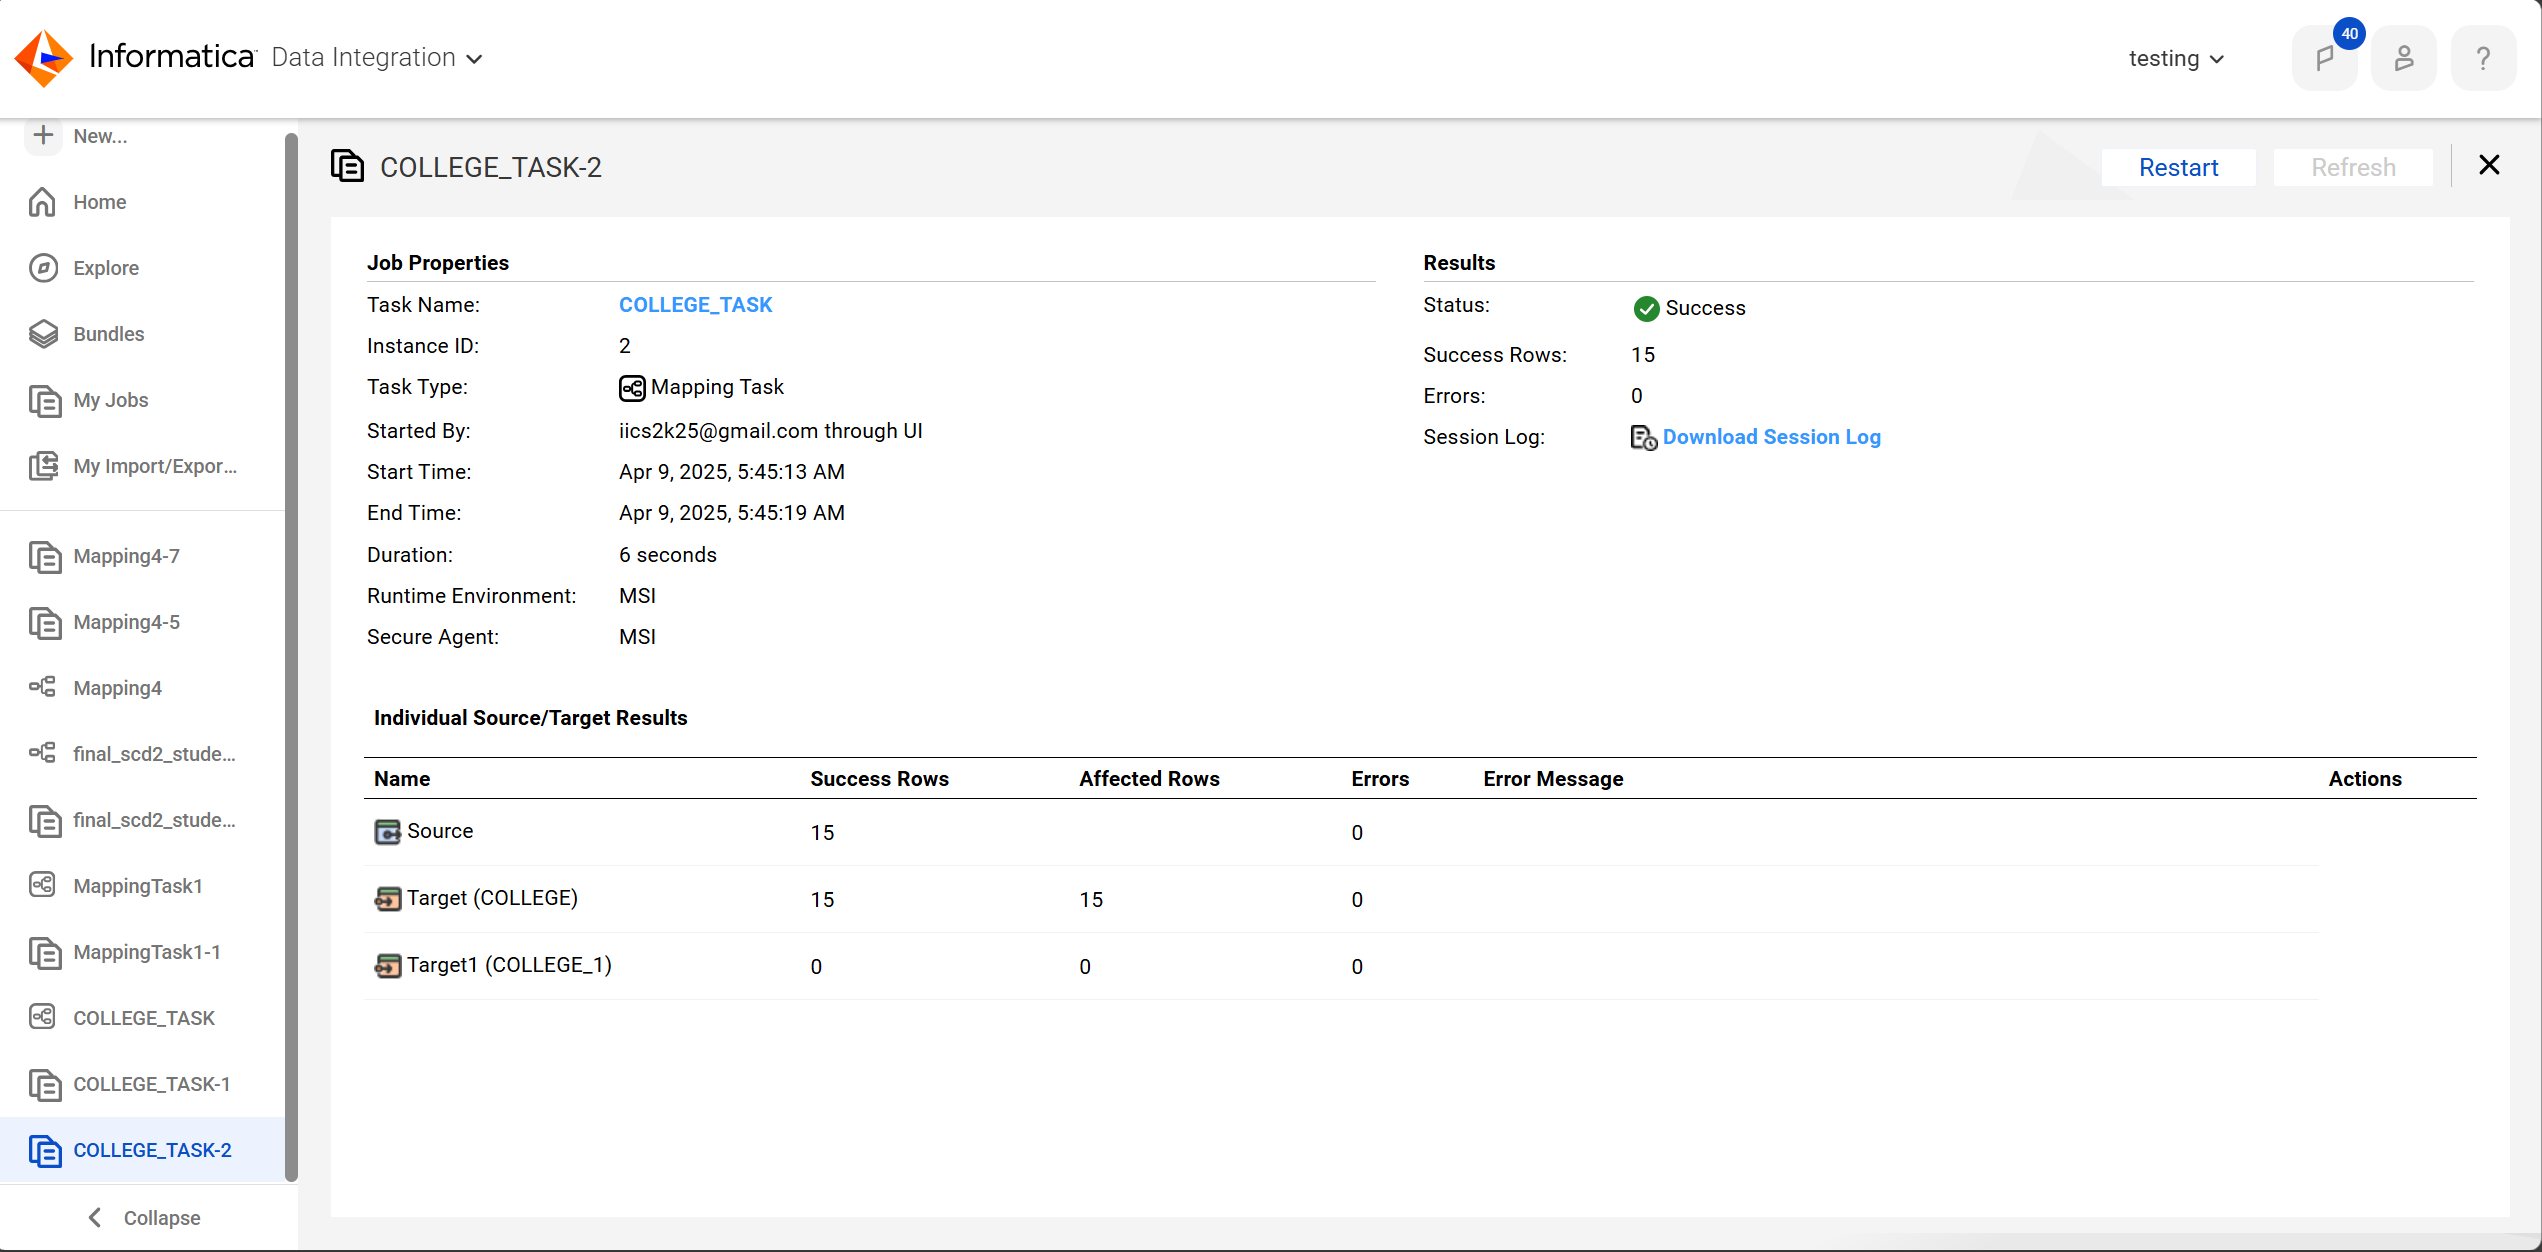 Informatica Data Integration
testing
40
?
New...
Home
Explore
Bundles
My Jobs
My Import/Expor...
Mapping4-7
Mapping4-5
Mapping4
final_scd2_stude...
final_scd2_stude...
MappingTask1
MappingTask1-1
COLLEGE_TASK
COLLEGE_TASK-1
COLLEGE_TASK-2
Collapse
COLLEGE_TASK-2
Restart
Refresh
Job Properties
Task Name: COLLEGE_TASK
Instance ID: 2
Task Type: Mapping Task
Started By: iics2k25@gmail.com through UI
Start Time: Apr 9, 2025, 5:45:13 AM
End Time: Apr 9, 2025, 5:45:19 AM
Duration: 6 seconds
Runtime Environment: MSI
Secure Agent: MSI
Results
Status: Success
Success Rows: 15
Errors: 0
Session Log: Download Session Log
Individual Source/Target Results
Name Success Rows Affected Rows Errors Error Message Actions
Source 15 0
Target (COLLEGE) 15 15 0
Target1 (COLLEGE_1) 0 0 0